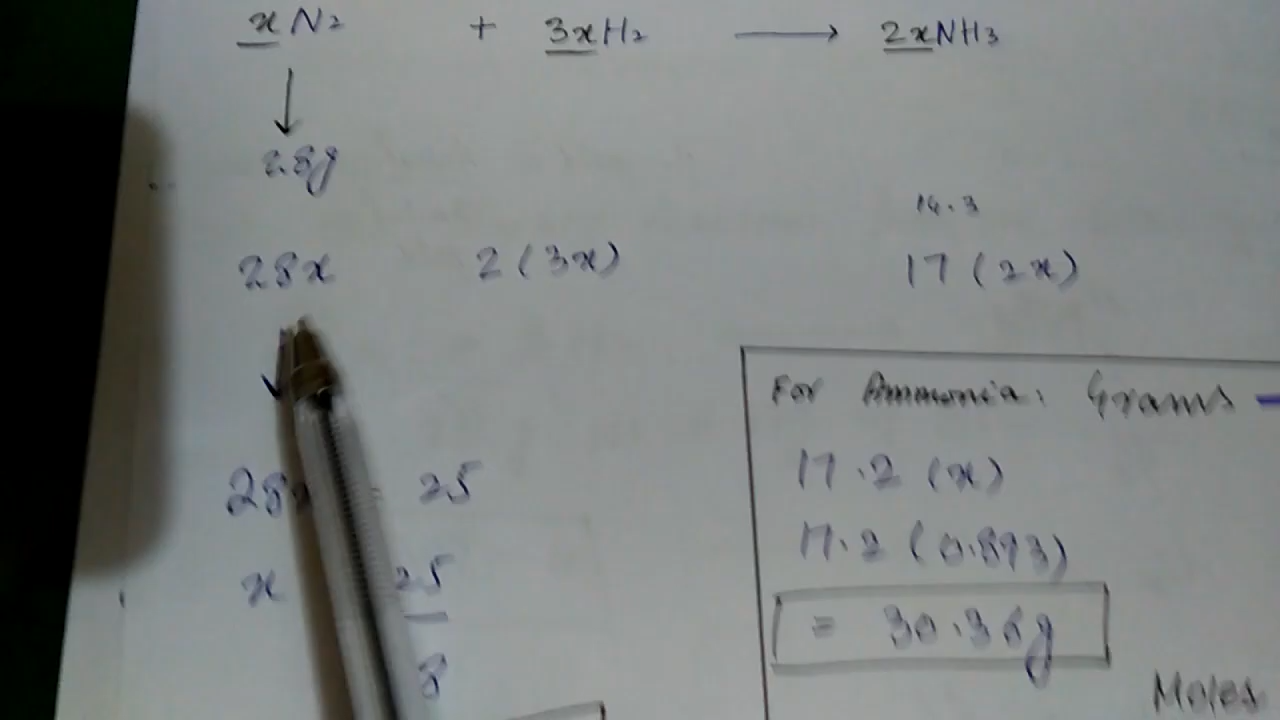 xN2 + 3xH2 → 2xNH3
28g
14.3
28x 2(3x) 17(2x)
For Ammonia: Grams
28 25
17.2 (x)
x 25
17.2 (0.893)
8
= 30.36g
Moles